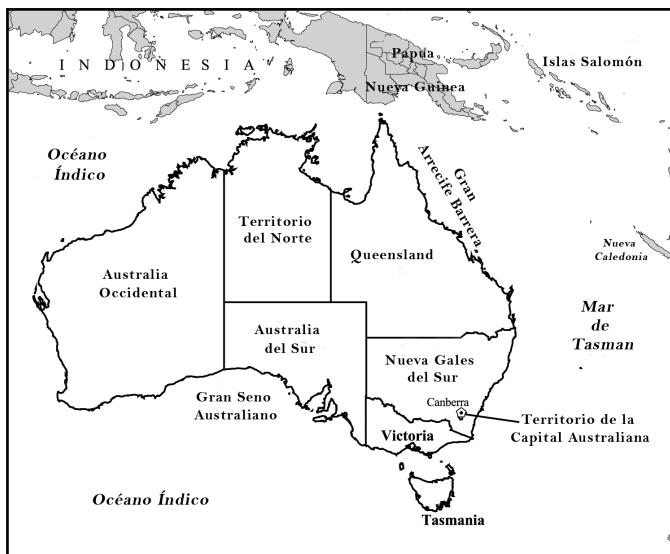 Papua
Islas Salomón
INDONESIA
Nueva Guinea
Océano
Índico
Gran
Arrecife Barrera
Territorio
del Norte
Queensland
Nueva
Caledonia
Australia
Occidental
Mar
de
Tasman
Australia
del Sur
Nueva Gales
del Sur
Gran Seno
Australiano
Canberra
Territorio de la
Capital Australiana
Victoria
Océano Índico
Tasmania